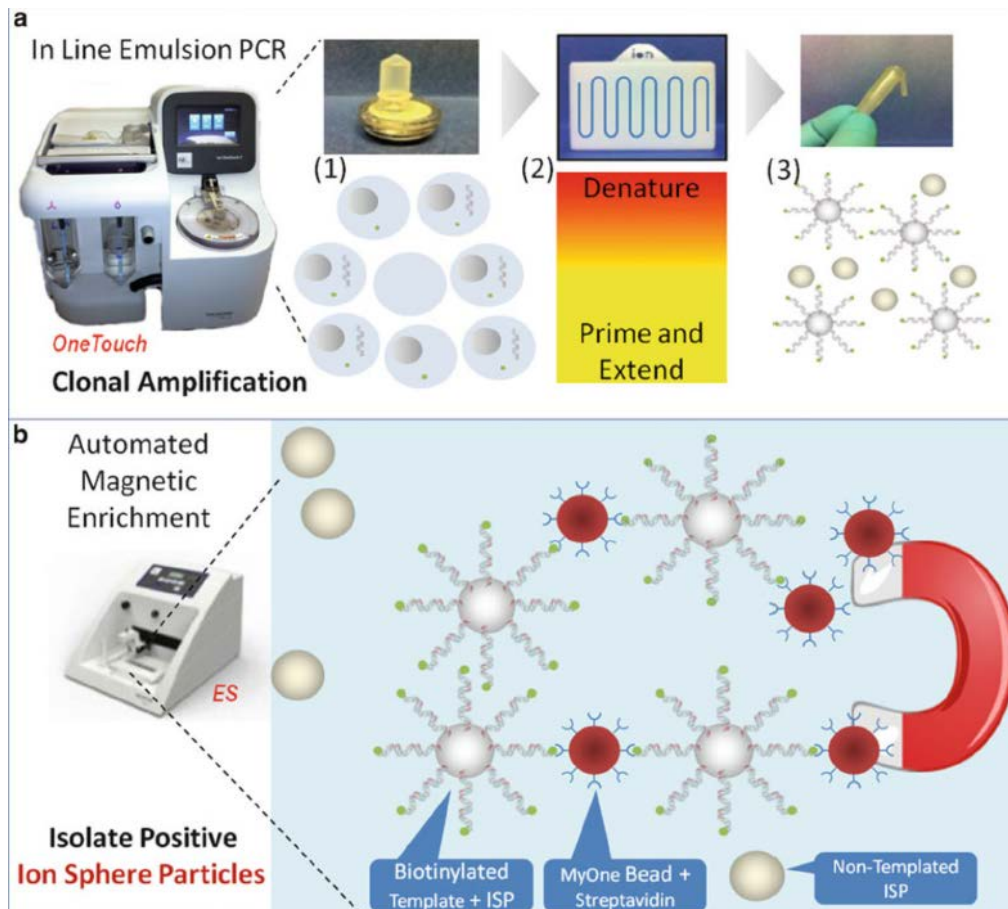 a
In Line Emulsion PCR
ion
(1)
(2)
(3)
Denature
Prime and
Extend
OneTouch
Clonal Amplification
b
Automated
Magnetic
Enrichment
ES
Isolate Positive
Ion Sphere Particles
Biotinylated
Template + ISP
MyOne Bead +
Streptavidin
Non-Templated
ISP